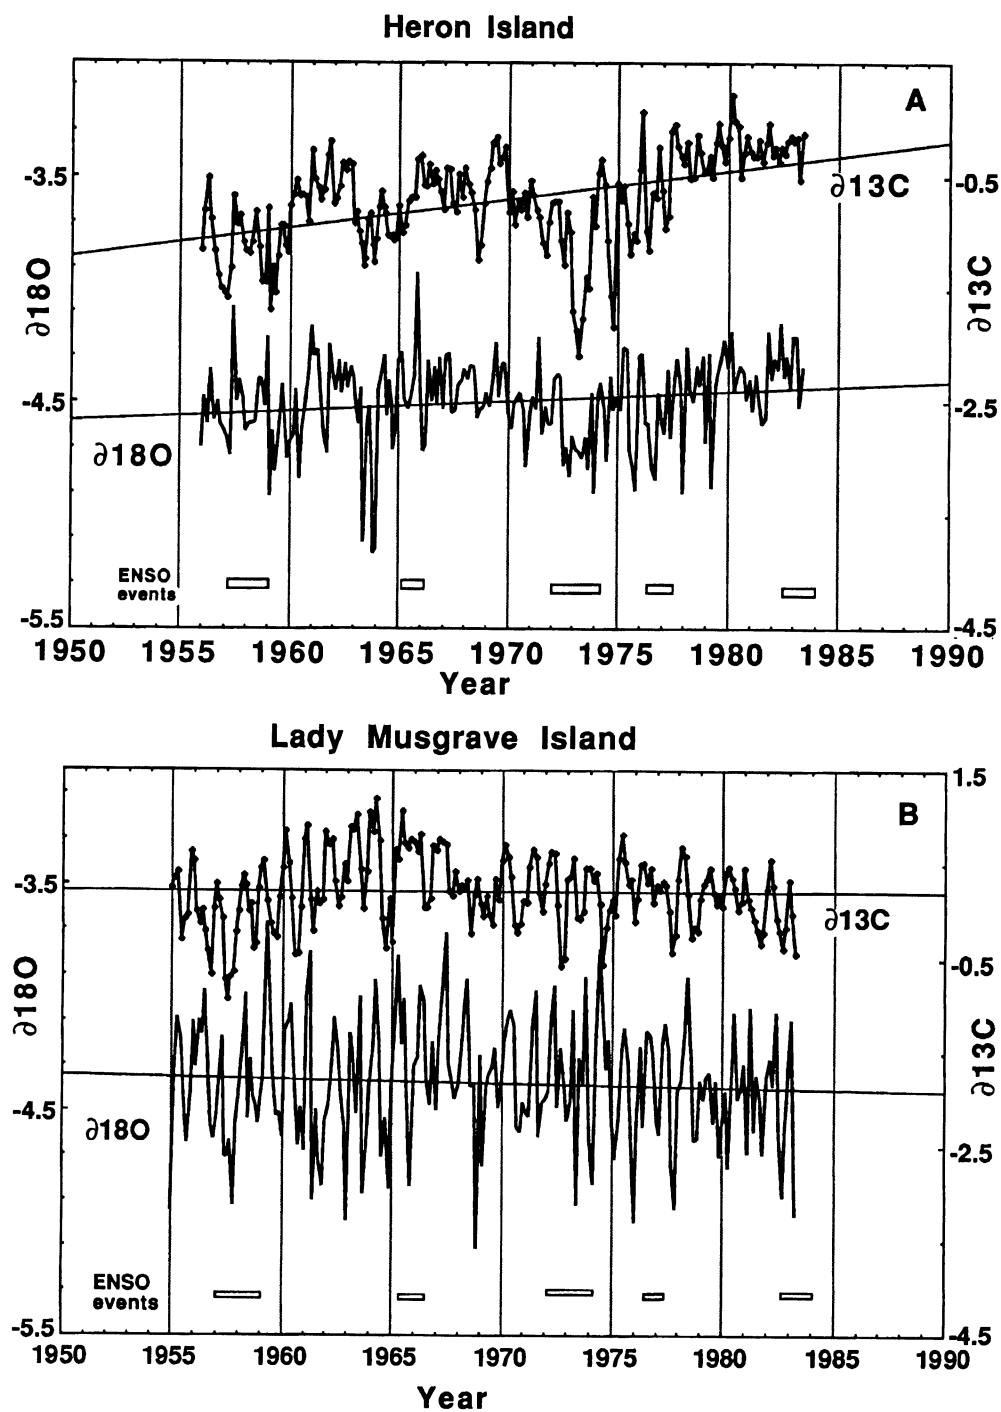 Heron Island
A
-3.5
-0.5
∂13C
∂18O
∂13C
-4.5
-2.5
∂18O
ENSO
events
-5.5
-4.5
1950 1955 1960 1965 1970 1975 1980 1985 1990
Year
Lady Musgrave Island
1.5
B
-3.5
∂13C
-0.5
∂18O
∂13C
-4.5
∂18O
-2.5
ENSO
events
-5.5
-4.5
1950 1955 1960 1965 1970 1975 1980 1985 1990
Year